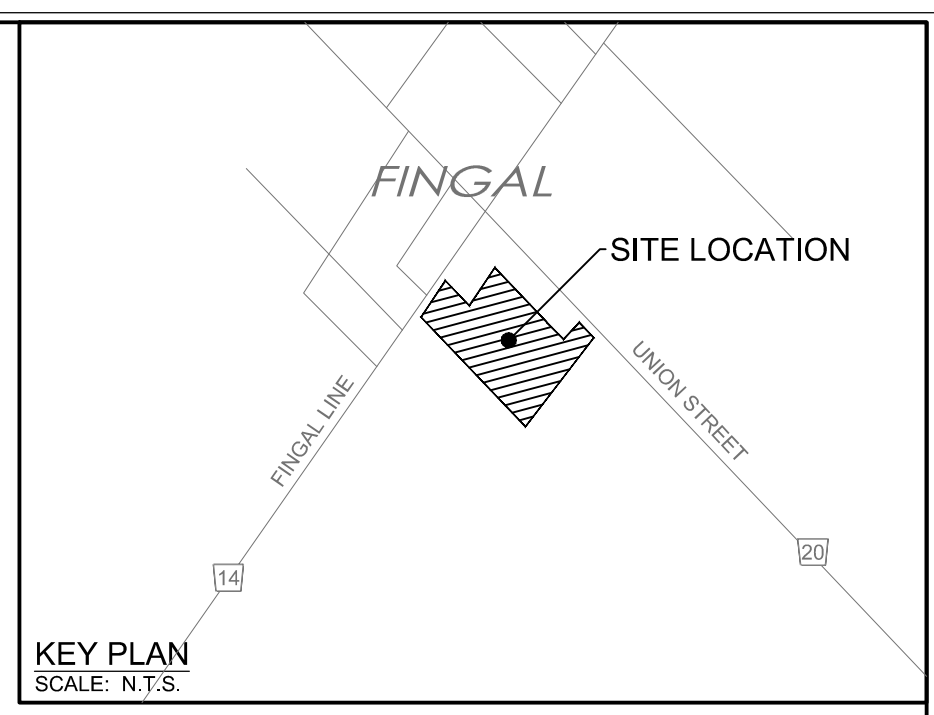 FINGAL
SITE LOCATION
UNION STREET
FINGAL LINE
20
14
KEY PLAN
SCALE: N.T.S.